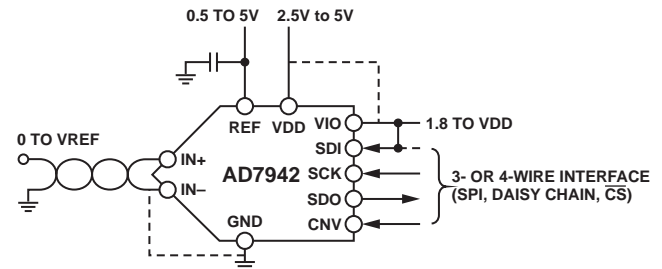 0.5 TO 5V
2.5V to 5V
REF
VDD
VIO
1.8 TO VDD
0 TO VREF
SDI
IN+
AD7942
SCK
3- OR 4-WIRE INTERFACE
(SPI, DAISY CHAIN, C̅S̅)
IN–
SDO
GND
CNV